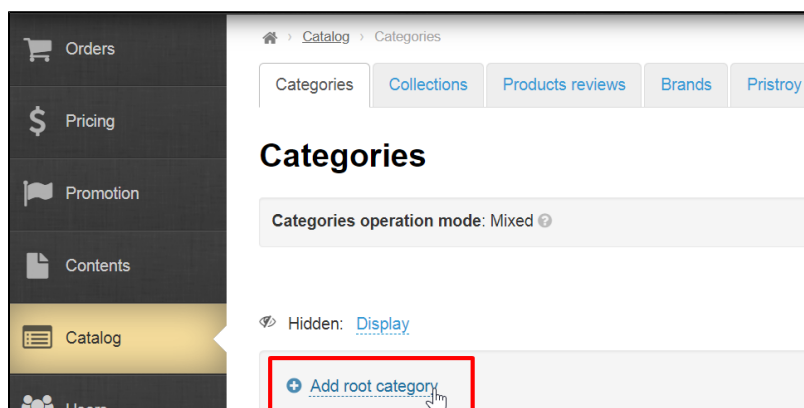 Orders
Pricing
Promotion
Contents
Catalog
Users
Catalog › Categories
Categories Collections Products reviews Brands Pristroy
Categories
Categories operation mode: Mixed
Hidden: Display
Add root category